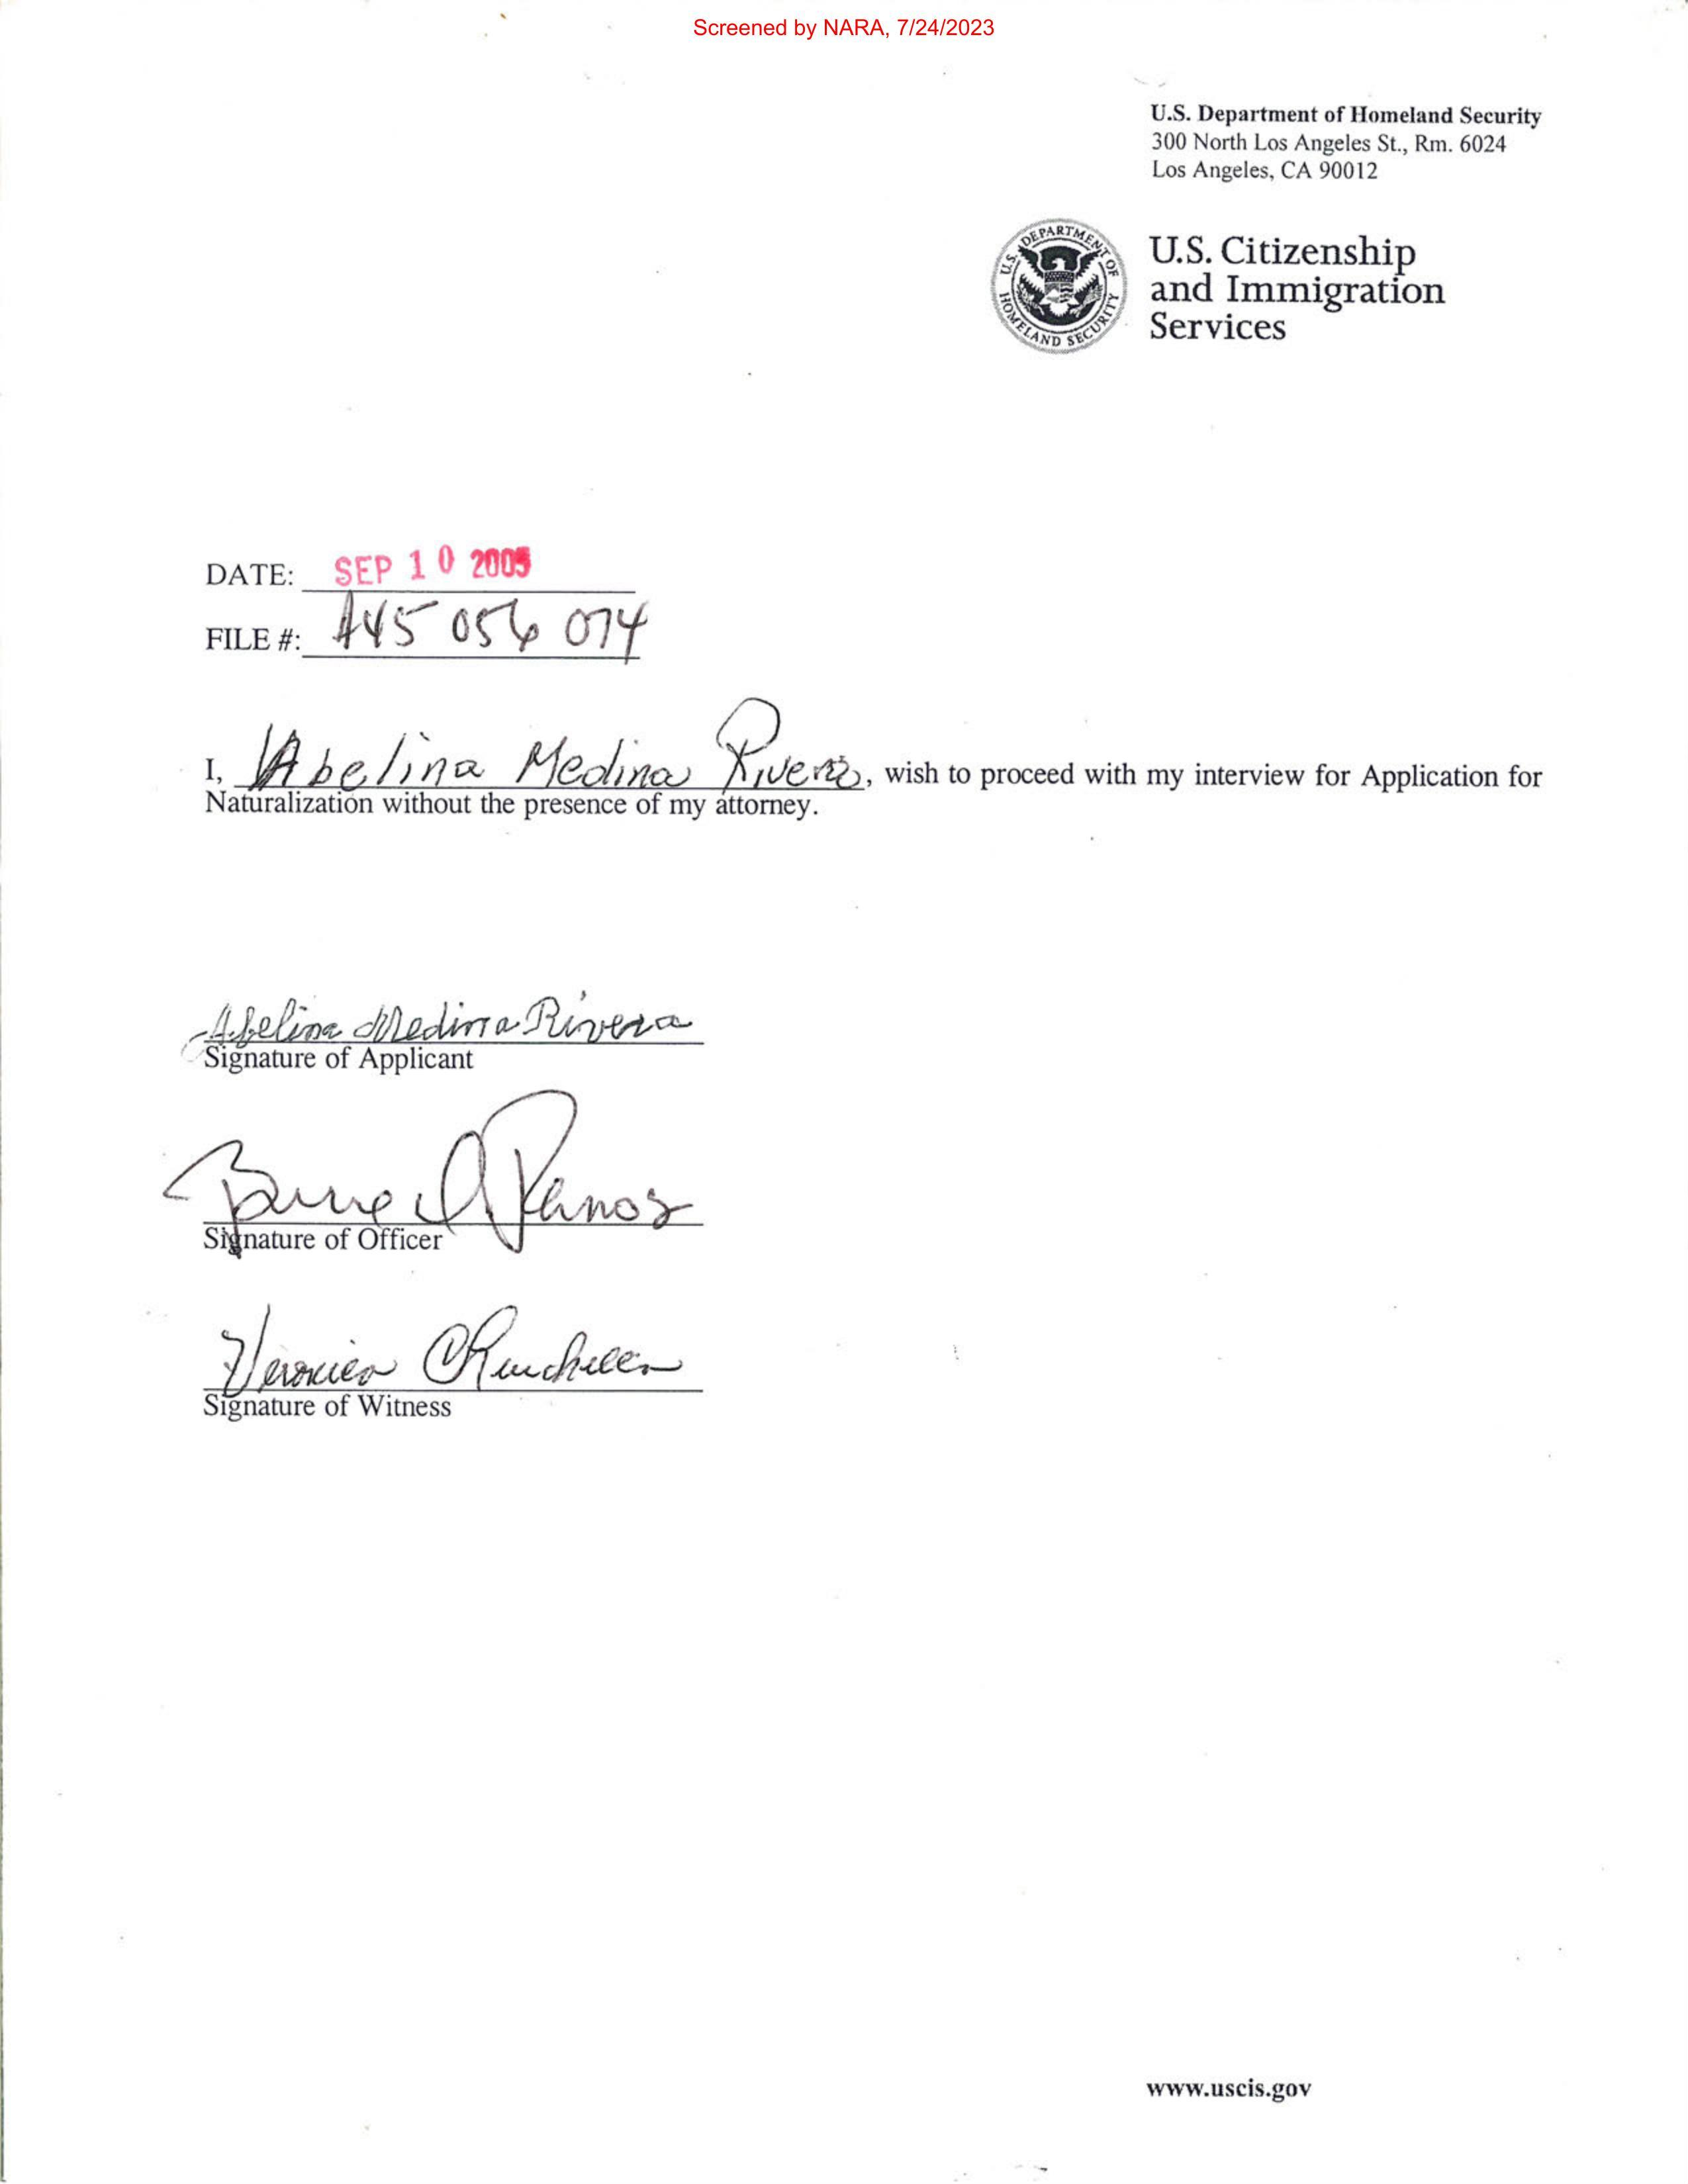 Screened by NARA, 7/24/2023
U.S. Department of Homeland Security
300 North Los Angeles St., Rm. 6024
Los Angeles, CA 90012
U.S. DEPARTMENT OF HOMELAND SECURITY
U.S. Citizenship
and Immigration
Services
DATE: SEP 10 2005
FILE #: A45 056 074
I, Abelina Medina Rivera, wish to proceed with my interview for Application for
Naturalization without the presence of my attorney.
Abelina Medina Rivera
Signature of Applicant
Signature of Officer
Veronica
Signature of Witness
www.uscis.gov